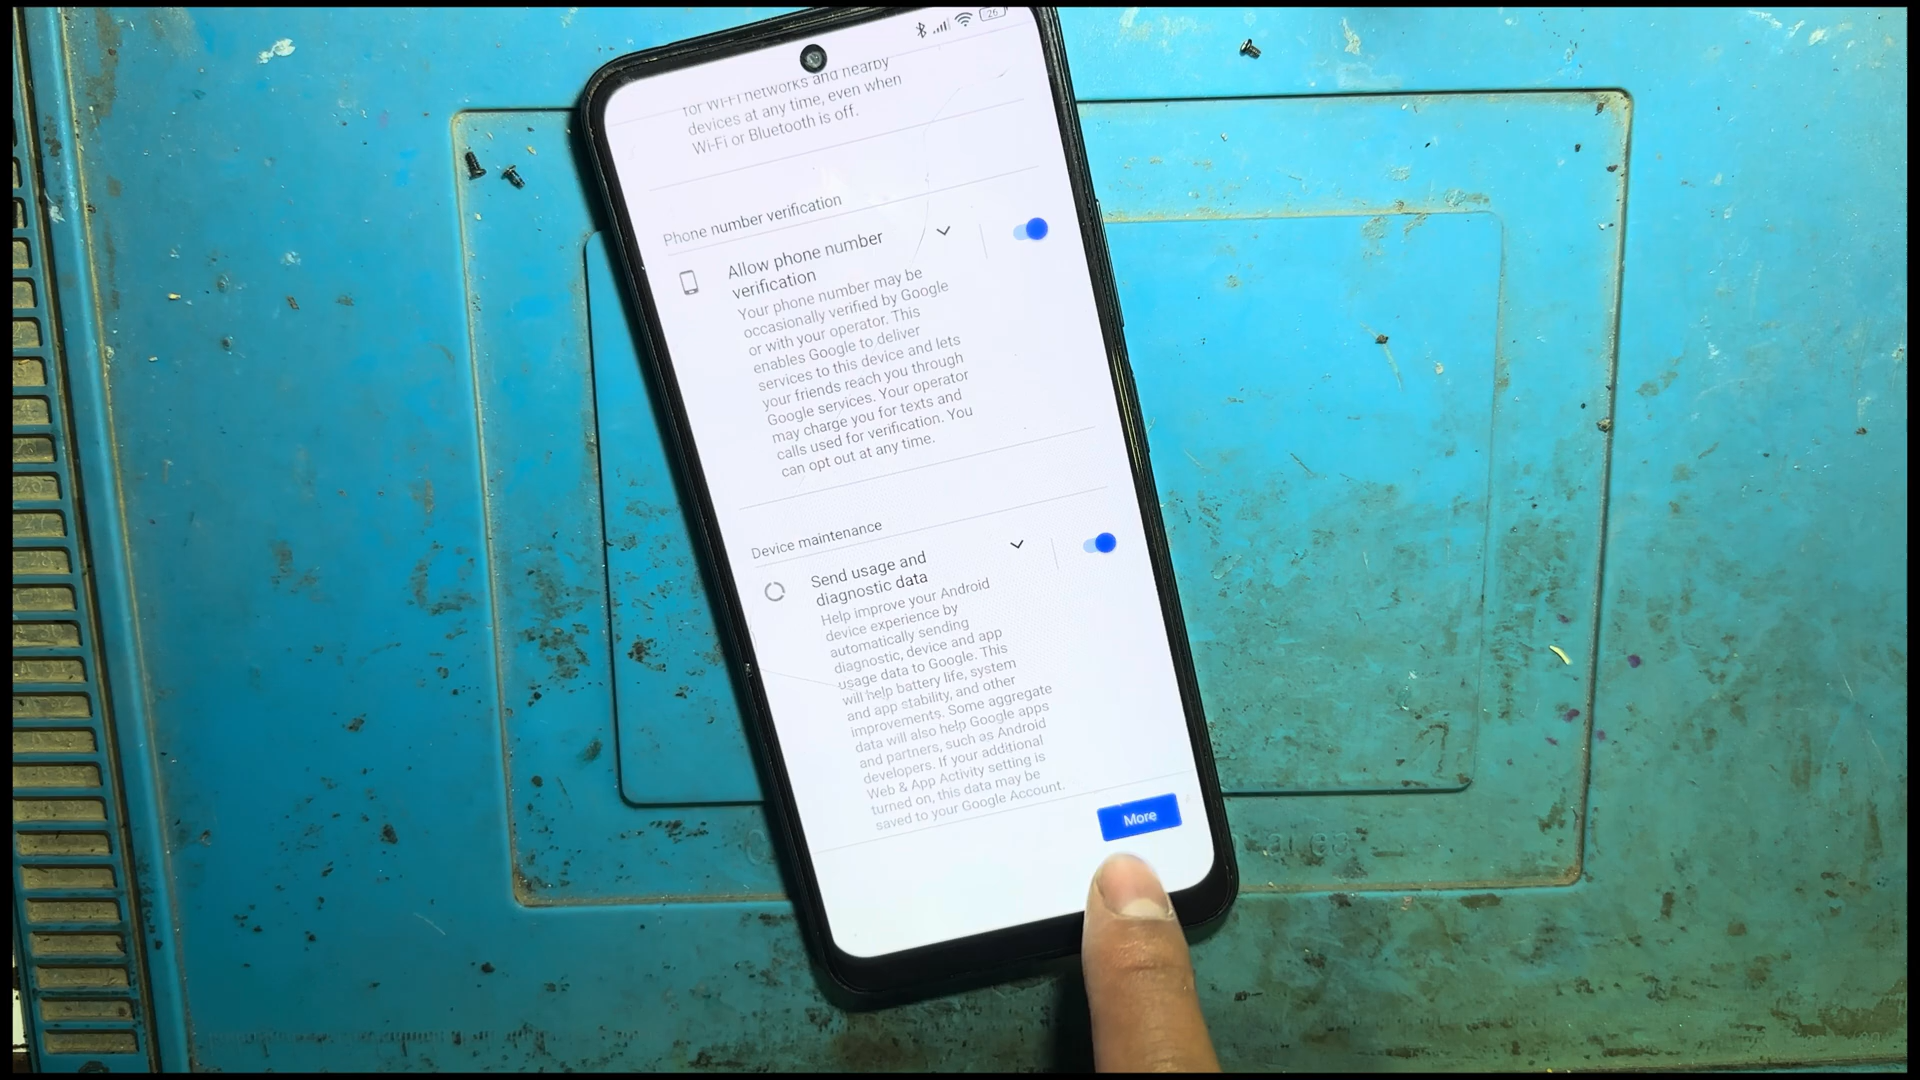 26
for Wi-Fi networks and nearby
devices at any time, even when
Wi-Fi or Bluetooth is off.
Phone number verification
Allow phone number
verification
Your phone number may be
occasionally verified by Google
or with your operator. This
enables Google to deliver
services to this device and lets
your friends reach you through
Google services. Your operator
may charge you for texts and
calls used for verification. You
can opt out at any time.
Device maintenance
Send usage and
diagnostic data
Help improve your Android
device experience by
automatically sending
diagnostic, device and app
usage data to Google. This
will help battery life, system
and app stability, and other
improvements. Some aggregate
data will also help Google apps
and partners, such as Android
developers. If your additional
Web & App Activity setting is
turned on, this data may be
saved to your Google Account.
More